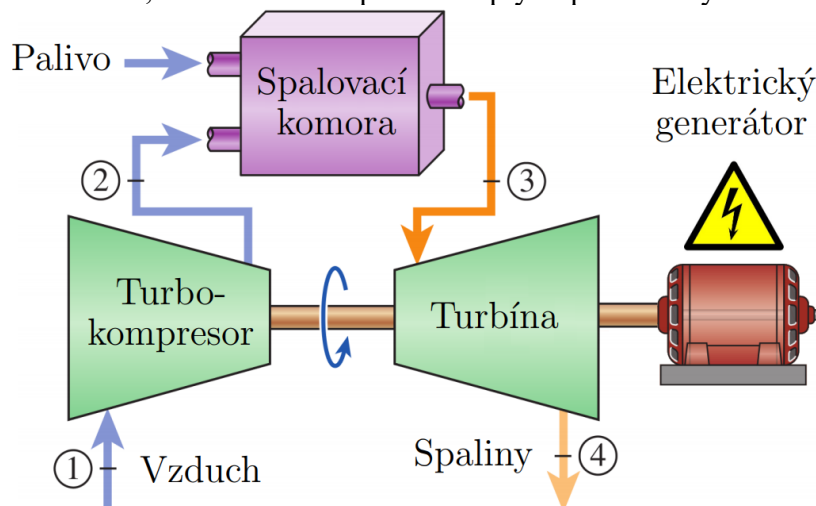 Palivo
Spalovací
komora
Elektrický
generátor
2
3
Turbo-
kompresor
Turbína
1
Vzduch
Spaliny
4